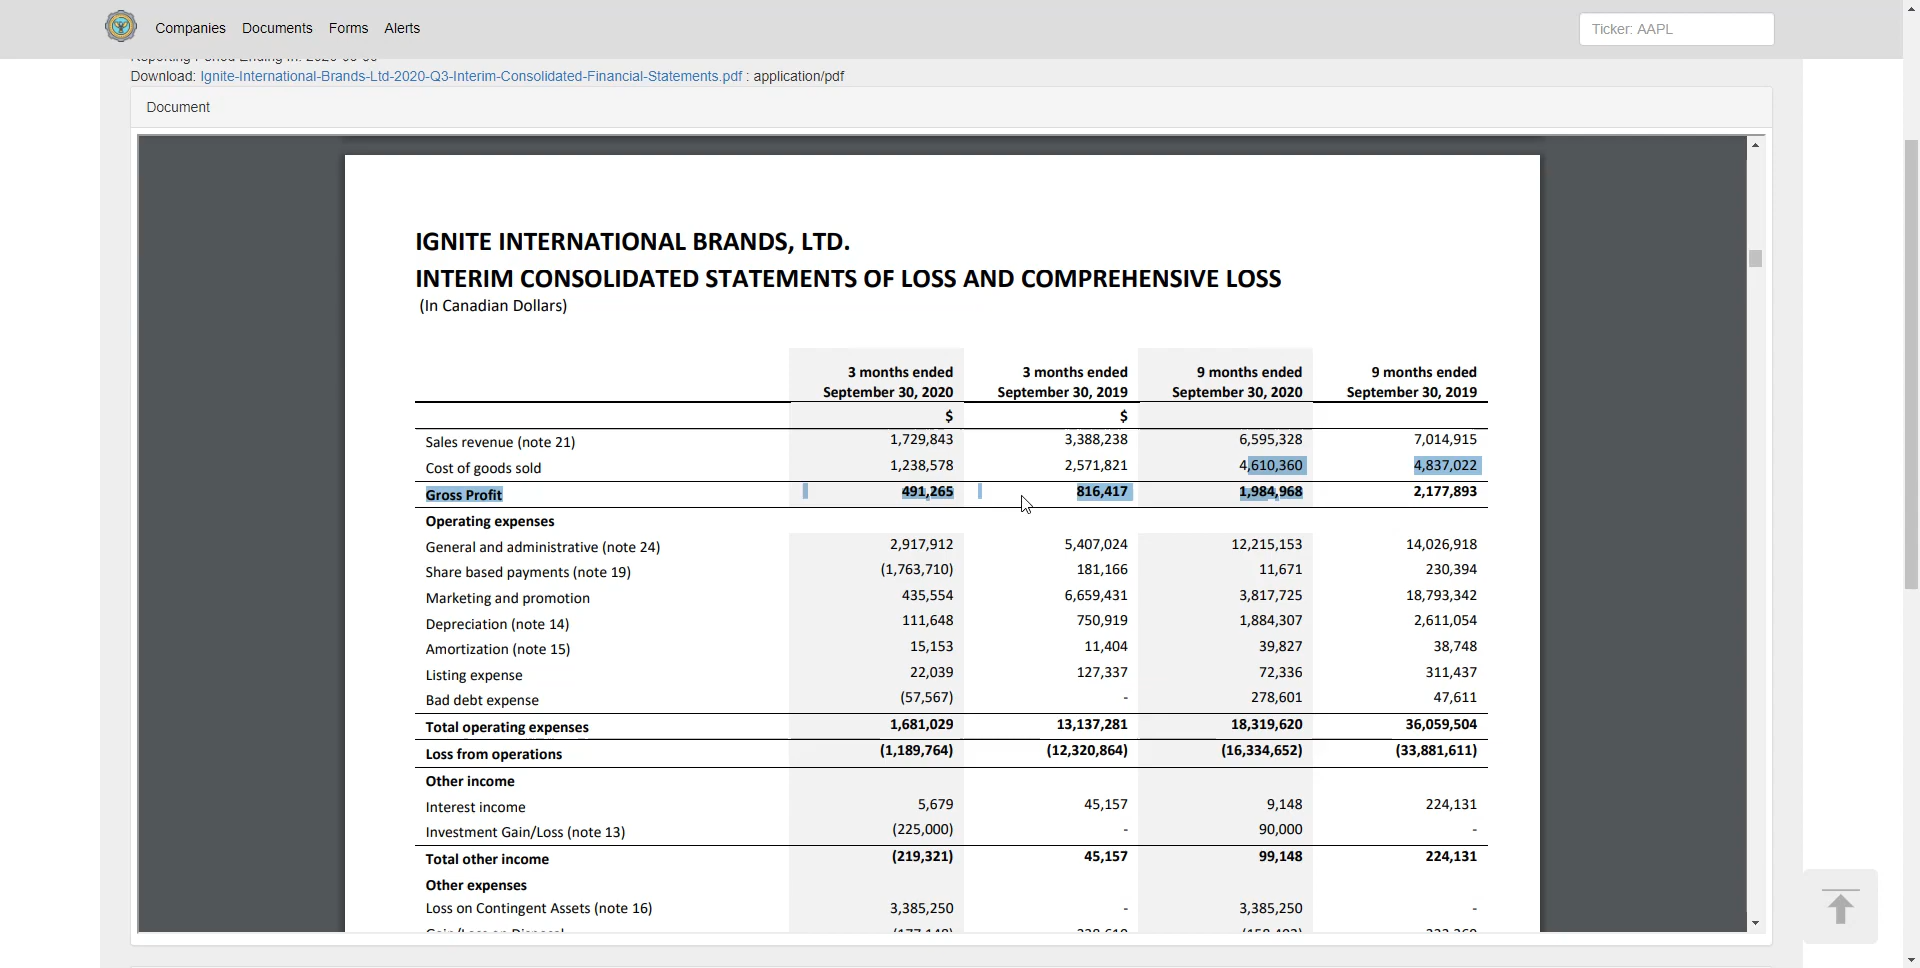 Companies Documents Forms Alerts
Ticker: AAPL
Download: Ignite-International-Brands-Ltd-2020-Q3-Interim-Consolidated-Financial-Statements.pdf : application/pdf
Document
IGNITE INTERNATIONAL BRANDS, LTD.
INTERIM CONSOLIDATED STATEMENTS OF LOSS AND COMPREHENSIVE LOSS
(In Canadian Dollars)
3 months ended 3 months ended 9 months ended 9 months ended
September 30, 2020 September 30, 2019 September 30, 2020 September 30, 2019
$ $
Sales revenue (note 21) 1,729,843 3,388,238 6,595,328 7,014,915
Cost of goods sold 1,238,578 2,571,821 4,610,360 4,837,022
Gross Profit 491,265 816,417 1,984,968 2,177,893
Operating expenses
General and administrative (note 24) 2,917,912 5,407,024 12,215,153 14,026,918
Share based payments (note 19) (1,763,710) 181,166 11,671 230,394
Marketing and promotion 435,554 6,659,431 3,817,725 18,793,342
Depreciation (note 14) 111,648 750,919 1,884,307 2,611,054
Amortization (note 15) 15,153 11,404 39,827 38,748
Listing expense 22,039 127,337 72,336 311,437
Bad debt expense (57,567) - 278,601 47,611
Total operating expenses 1,681,029 13,137,281 18,319,620 36,059,504
Loss from operations (1,189,764) (12,320,864) (16,334,652) (33,881,611)
Other income
Interest income 5,679 45,157 9,148 224,131
Investment Gain/Loss (note 13) (225,000) - 90,000 -
Total other income (219,321) 45,157 99,148 224,131
Other expenses
Loss on Contingent Assets (note 16) 3,385,250 - 3,385,250 -